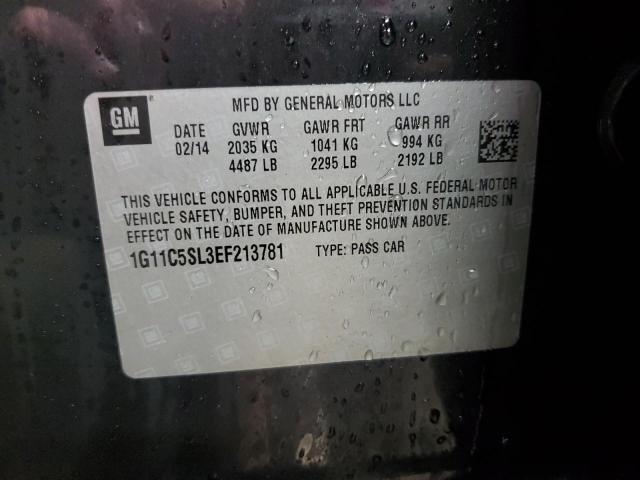 GM
MFD BY GENERAL MOTORS LLC
DATE GVWR GAWR FRT GAWR RR
02/14 2035 KG 1041 KG 994 KG
4487 LB 2295 LB 2192 LB
THIS VEHICLE CONFORMS TO ALL APPLICABLE U.S. FEDERAL MOTOR
VEHICLE SAFETY, BUMPER, AND THEFT PREVENTION STANDARDS IN
EFFECT ON THE DATE OF MANUFACTURE SHOWN ABOVE.
1G11C5SL3EF213781 TYPE: PASS CAR